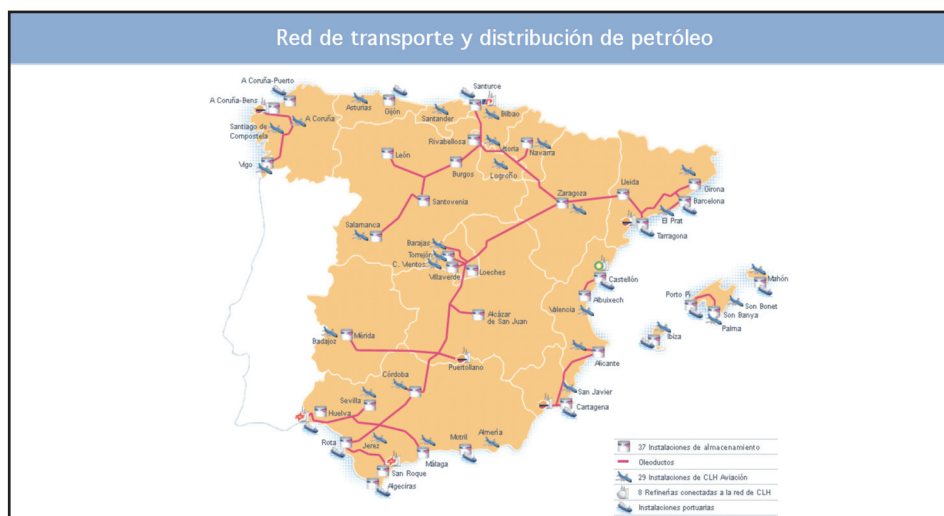 Red de transporte y distribución de petróleo
A Coruña-Puerto
A Coruña-Bens
A Coruña
Santiago de
Compostela
Vigo
Asturias
Gijón
Santander
Santurce
Bilbao
Rivabellosa
Vitoria
Navarra
León
Burgos
Logroño
Santovenia
Salamanca
Zaragoza
Lleida
Girona
Barcelona
El Prat
Tarragona
Barajas
Torrejón
C. Vientos
Villaverde
Loeches
Castellón
Albuixech
Valencia
Mahón
Porto Pi
Son Bonet
Son Banya
Palma
Ibiza
Alcázar
de San Juan
Badajoz
Mérida
Puertollano
Alicante
San Javier
Cartagena
Córdoba
Sevilla
Huelva
Rota
Jerez
Motril
Almería
Málaga
San Roque
Algeciras
37 Instalaciones de almacenamiento
Oleoductos
29 Instalaciones de CLH Aviación
8 Refinerías conectadas a la red de CLH
Instalaciones portuarias